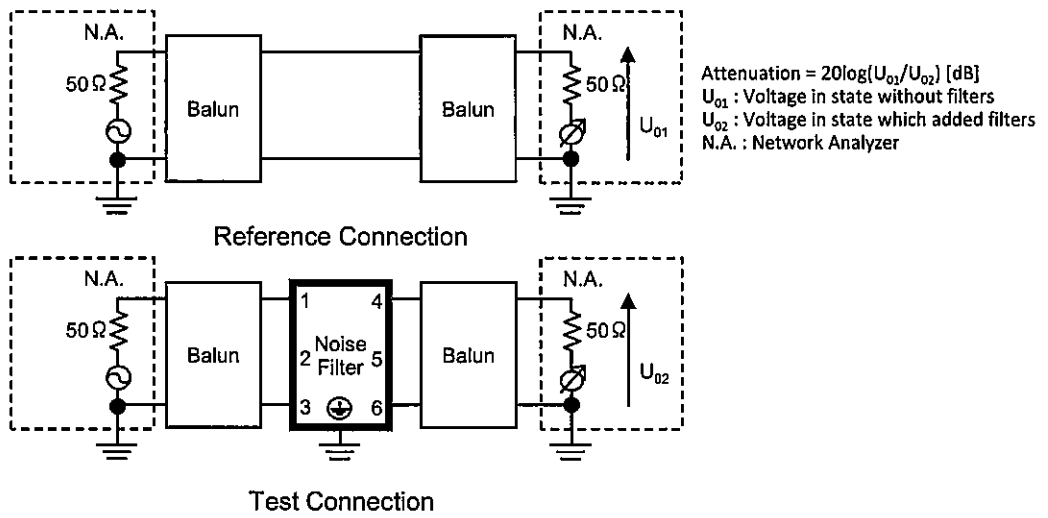 N.A.
50Ω
Balun
Balun
N.A.
50Ω
U01
Attenuation = 20log(U01/U02) [dB]
U01 : Voltage in state without filters
U02 : Voltage in state which added filters
N.A. : Network Analyzer
Reference Connection
N.A.
50Ω
Balun
1 4
2 Noise Filter 5
3 6
Balun
N.A.
50Ω
U02
Test Connection